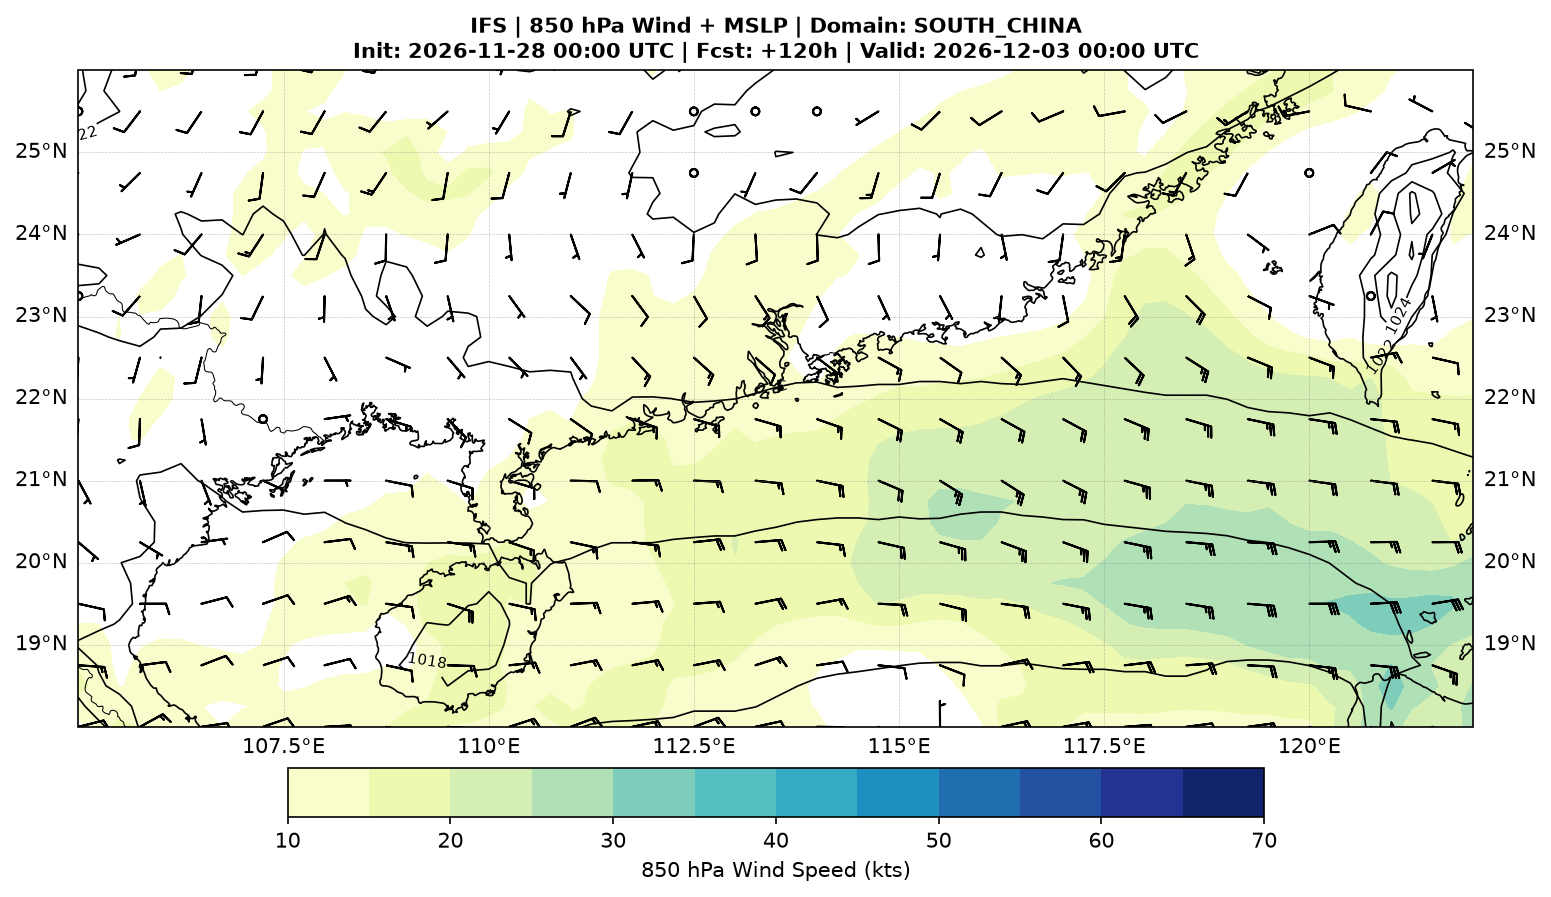 IFS | 850 hPa Wind + MSLP | Domain: SOUTH_CHINA
Init: 2026-11-28 00:00 UTC | Fcst: +120h | Valid: 2026-12-03 00:00 UTC
22
25°N
25°N
24°N
24°N
23°N
23°N
1024
1022
22°N
22°N
21°N
21°N
20°N
20°N
19°N
19°N
1018
107.5°E
110°E
112.5°E
115°E
117.5°E
120°E
10
20
30
40
50
60
70
850 hPa Wind Speed (kts)